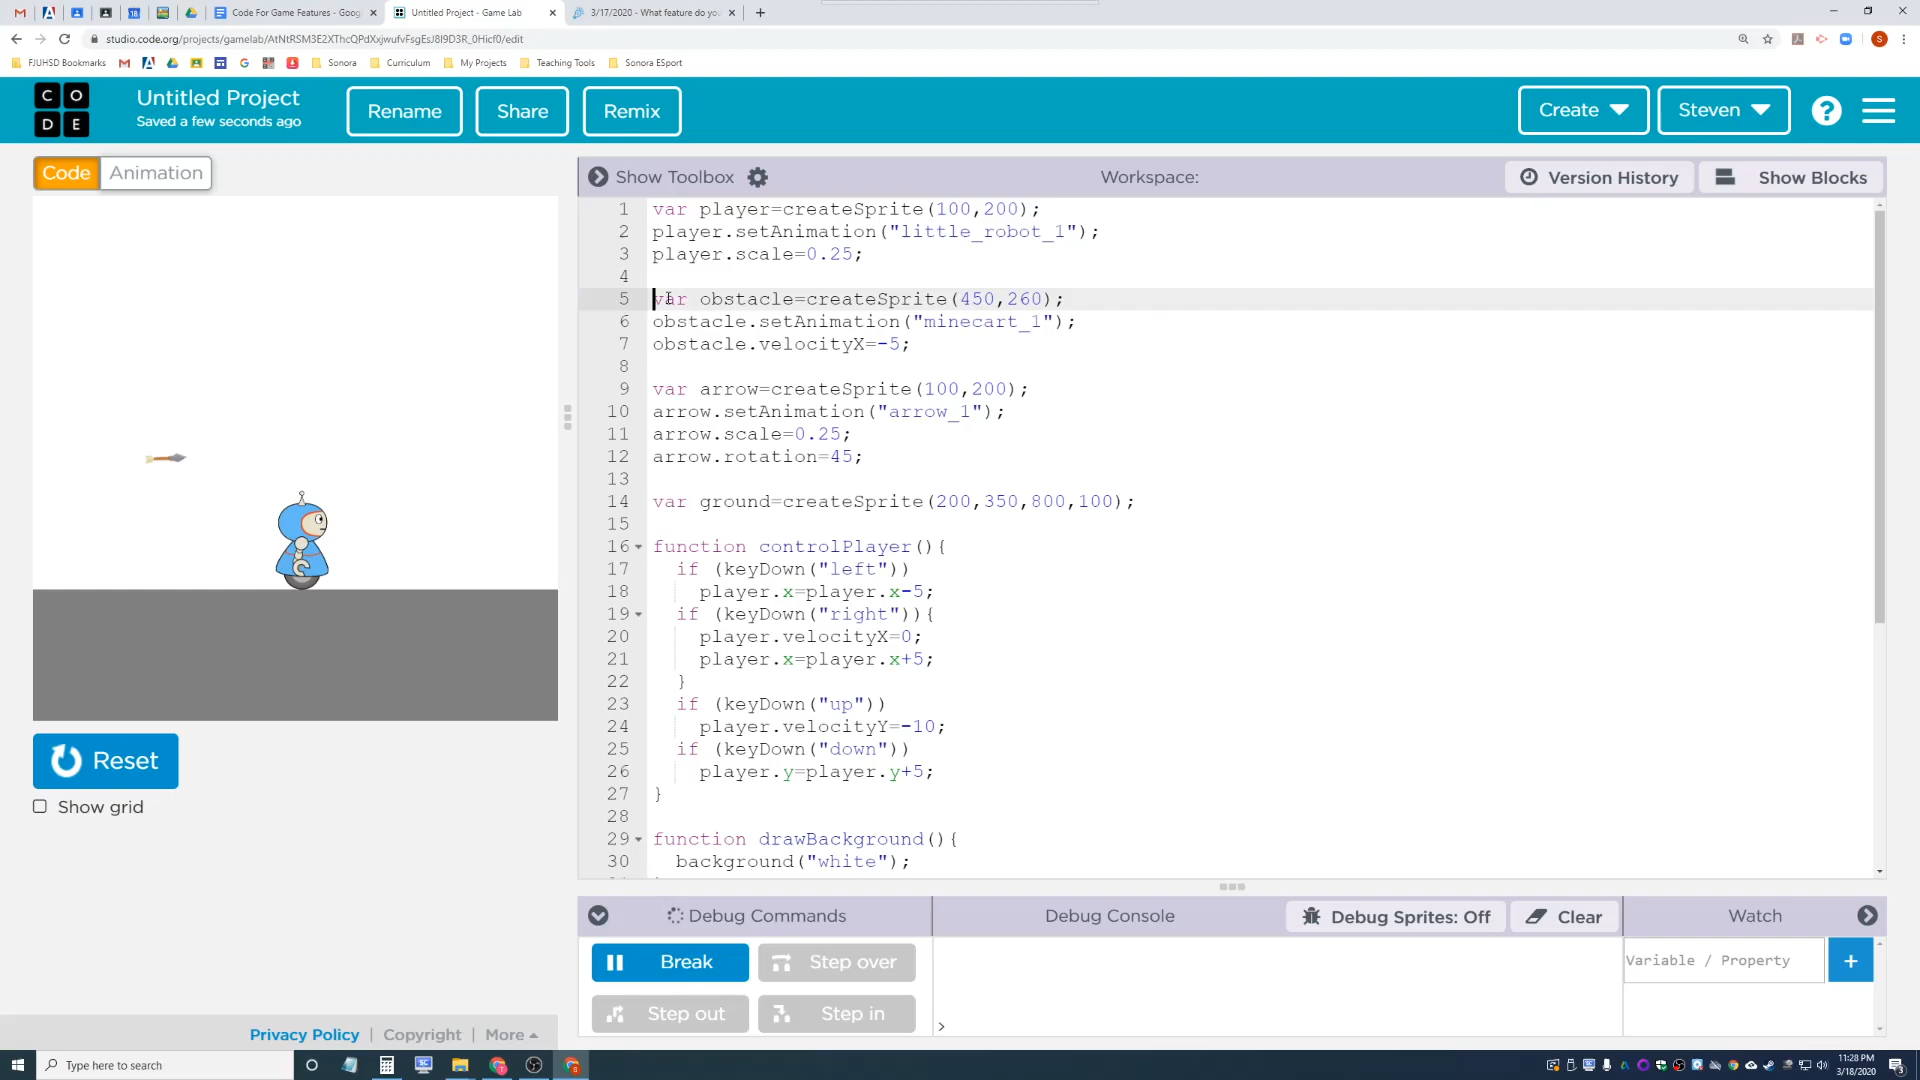 Code For Game Features - Goog
Untitled Project - Game Lab
3/17/2020 - What feature do you
studio.code.org/projects/gamelab/AtNtRSM3E2XThcQPdXxjwufvFsgEsJ8I9D3R_0Hicf0/edit
FJUHSD Bookmarks
Sonora
Curriculum
My Projects
Teaching Tools
Sonora ESport
C O
D E
Untitled Project
Saved a few seconds ago
Rename
Share
Remix
Create
Steven
?
Code
Animation
Show Toolbox
Workspace:
Version History
Show Blocks
1 var player=createSprite(100,200);
2 player.setAnimation("little_robot_1");
3 player.scale=0.25;
4
5 var obstacle=createSprite(450,260);
6 obstacle.setAnimation("minecart_1");
7 obstacle.velocityX=-5;
8
9 var arrow=createSprite(100,200);
10 arrow.setAnimation("arrow_1");
11 arrow.scale=0.25;
12 arrow.rotation=45;
13
14 var ground=createSprite(200,350,800,100);
15
16 function controlPlayer(){
17 if (keyDown("left"))
18 player.x=player.x-5;
19 if (keyDown("right")){
20 player.velocityX=0;
21 player.x=player.x+5;
22 }
23 if (keyDown("up"))
24 player.velocityY=-10;
25 if (keyDown("down"))
26 player.y=player.y+5;
27 }
28
29 function drawBackground(){
30 background("white");
Reset
Show grid
Debug Commands
Debug Console
Debug Sprites: Off
Clear
Watch
Break
Step over
Step out
Step in
Variable / Property
+
>
Privacy Policy | Copyright | More
Type here to search
11:28 PM
3/18/2020
3